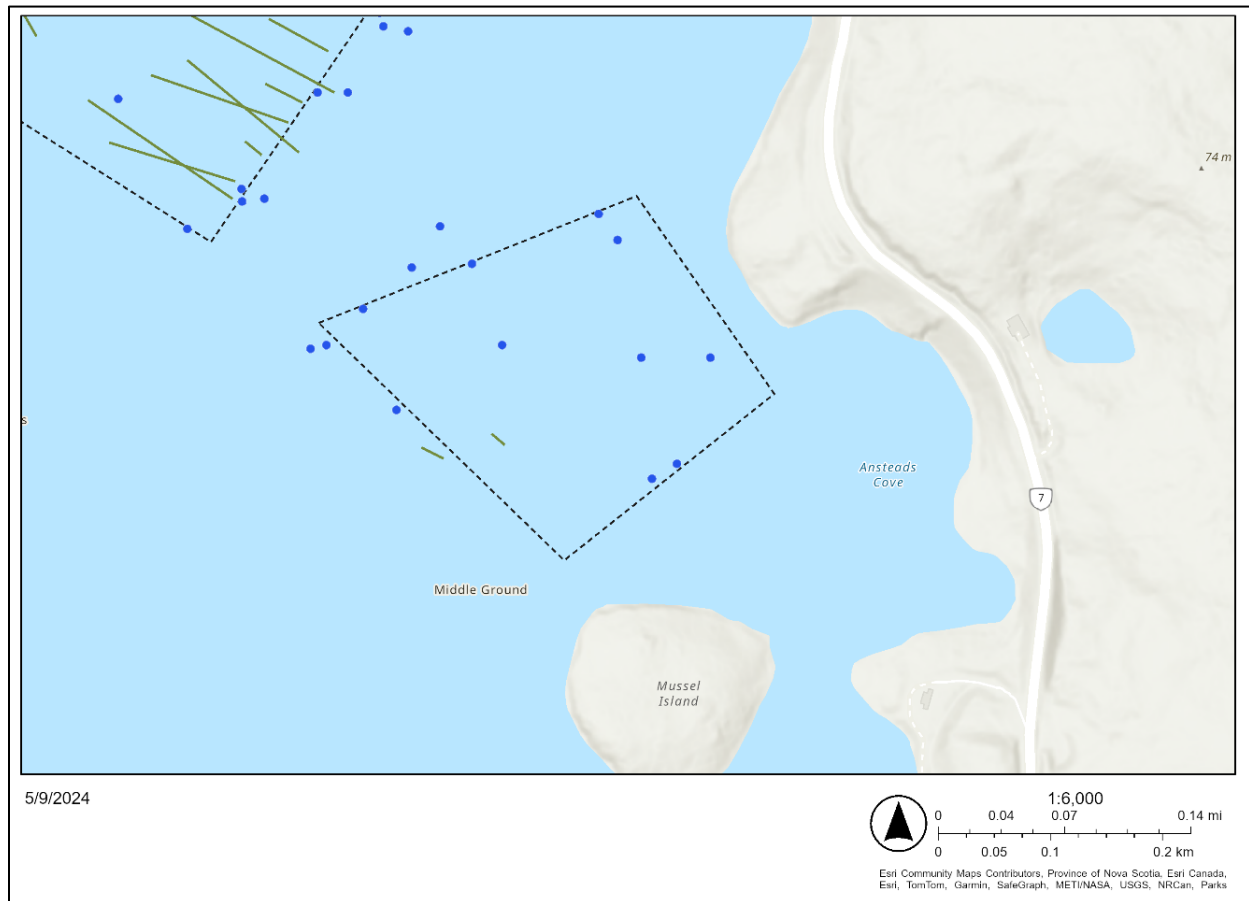 74 m
s
Ansteads
Cove
7
Middle Ground
Mussel
Island
5/9/2024
1:6,000
0 0.04 0.07 0.14 mi
0 0.05 0.1 0.2 km
Esri Community Maps Contributors, Province of Nova Scotia, Esri Canada,
Esri, TomTom, Garmin, SafeGraph, METI/NASA, USGS, NRCan, Parks